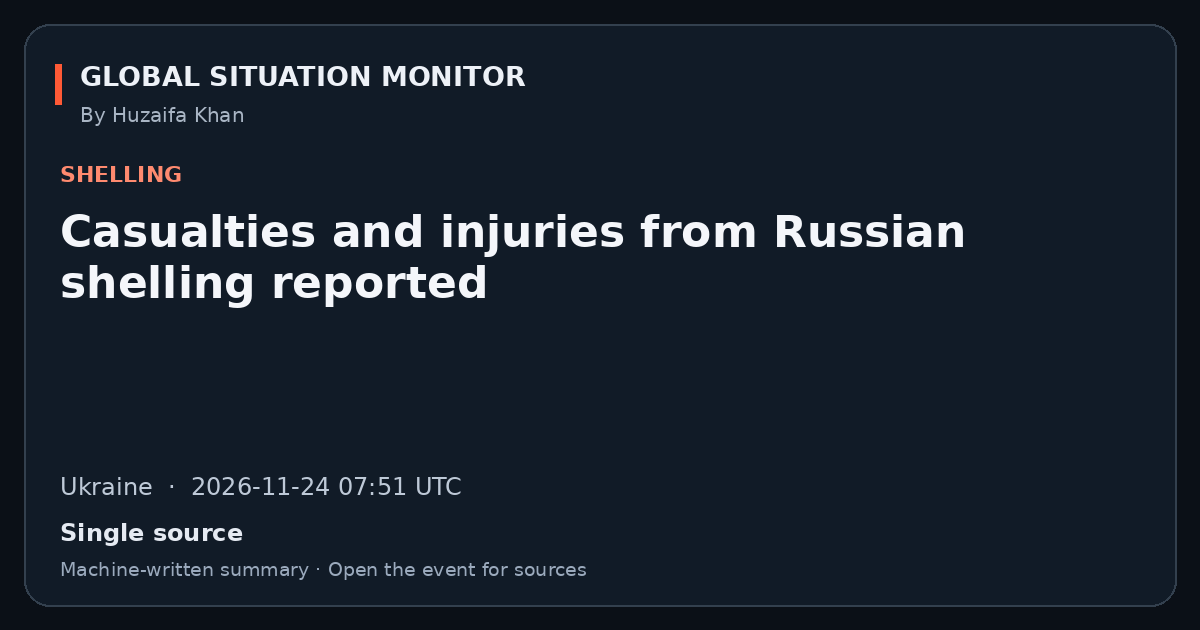 GLOBAL SITUATION MONITOR
By Huzaifa Khan
SHELLING
Casualties and injuries from Russian
shelling reported
Ukraine · 2026-11-24 07:51 UTC
Single source
Machine-written summary · Open the event for sources